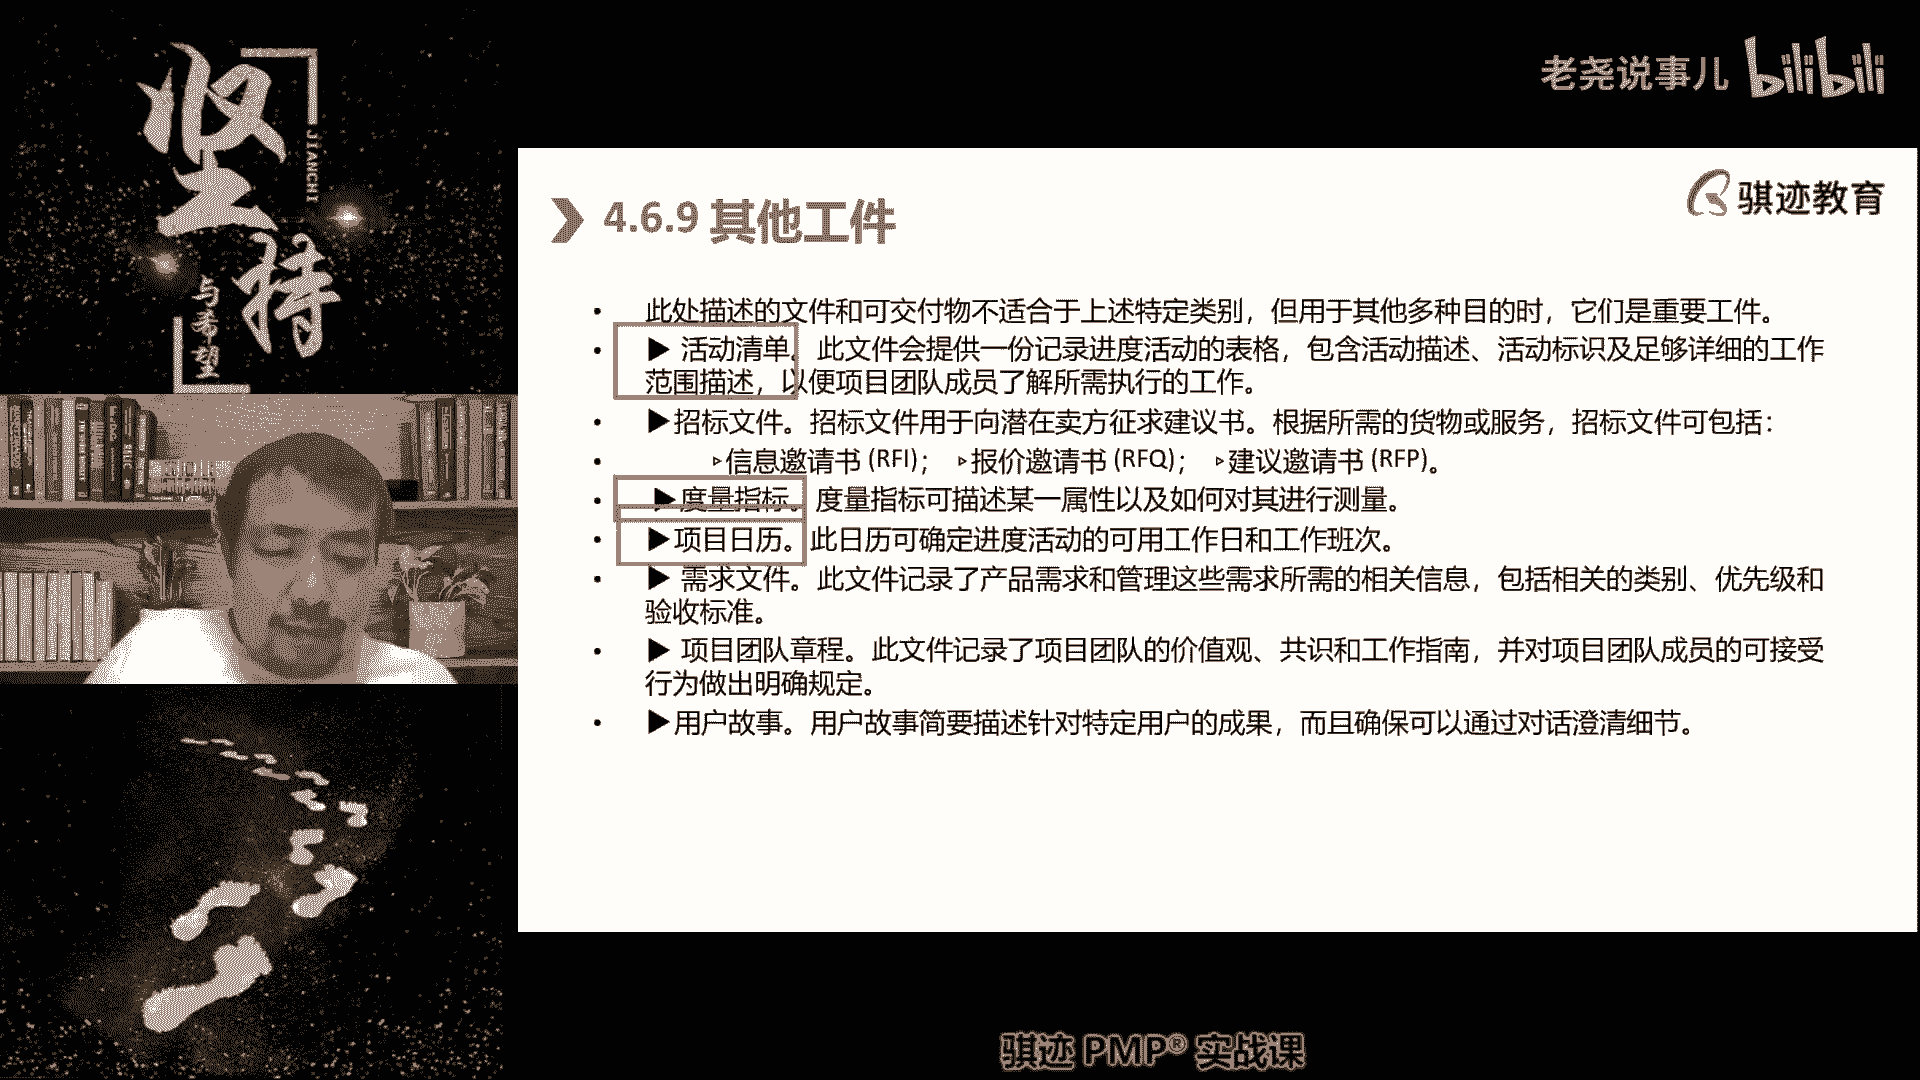 坚持
JIANCHI
与希望
老尧说事儿 bilibili
骐迹教育
4.6.9 其他工件
• 此处描述的文件和可交付物不适合于上述特定类别，但用于其他多种目的时，它们是重要工件。
• ▶ 活动清单。此文件会提供一份记录进度活动的表格，包含活动描述、活动标识及足够详细的工作
范围描述，以便项目团队成员了解所需执行的工作。
• ▶招标文件。招标文件用于向潜在卖方征求建议书。根据所需的货物或服务，招标文件可包括：
• ▹信息邀请书 (RFI)； ▹报价邀请书 (RFQ)； ▹建议邀请书 (RFP)。
• ▶度量指标。度量指标可描述某一属性以及如何对其进行测量。
• ▶项目日历。此日历可确定进度活动的可用工作日和工作班次。
• ▶ 需求文件。此文件记录了产品需求和管理这些需求所需的相关信息，包括相关的类别、优先级和
验收标准。
• ▶ 项目团队章程。此文件记录了项目团队的价值观、共识和工作指南，并对项目团队成员的可接受
行为做出明确规定。
• ▶用户故事。用户故事简要描述针对特定用户的成果，而且确保可以通过对话澄清细节。
骐迹 PMP® 实战课